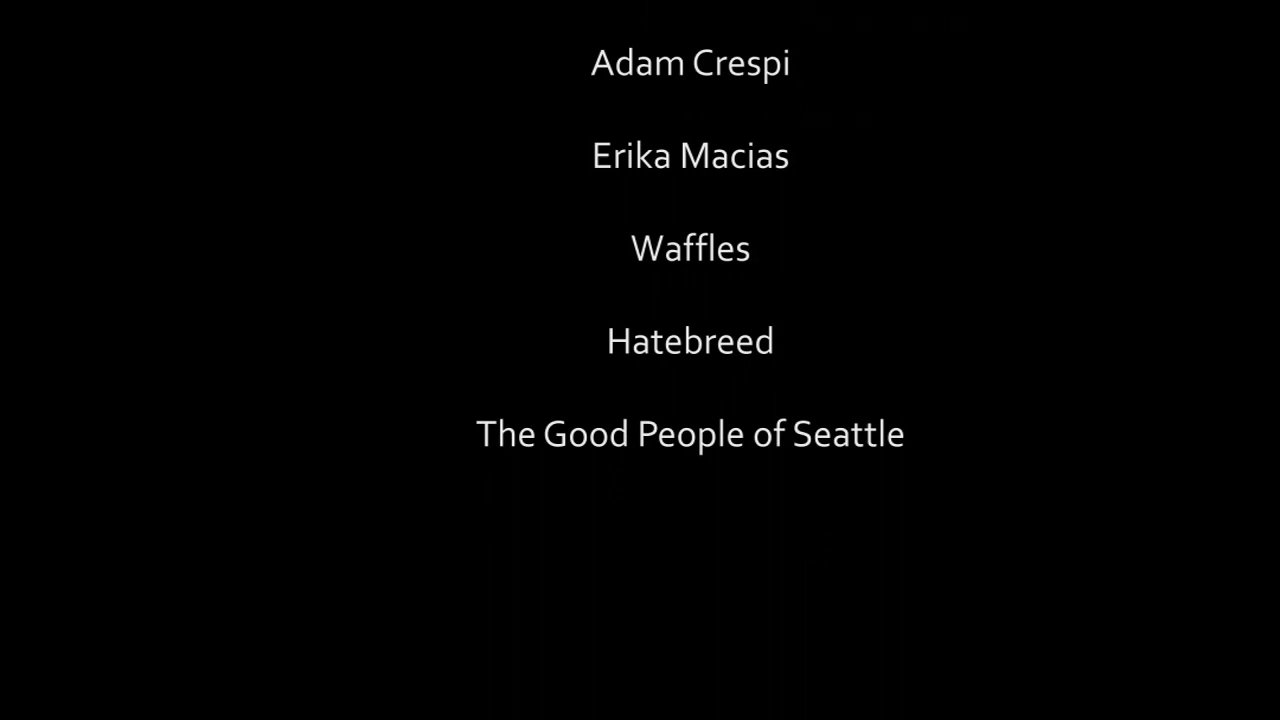 Adam Crespi
Erika Macias
Waffles
Hatebreed
The Good People of Seattle